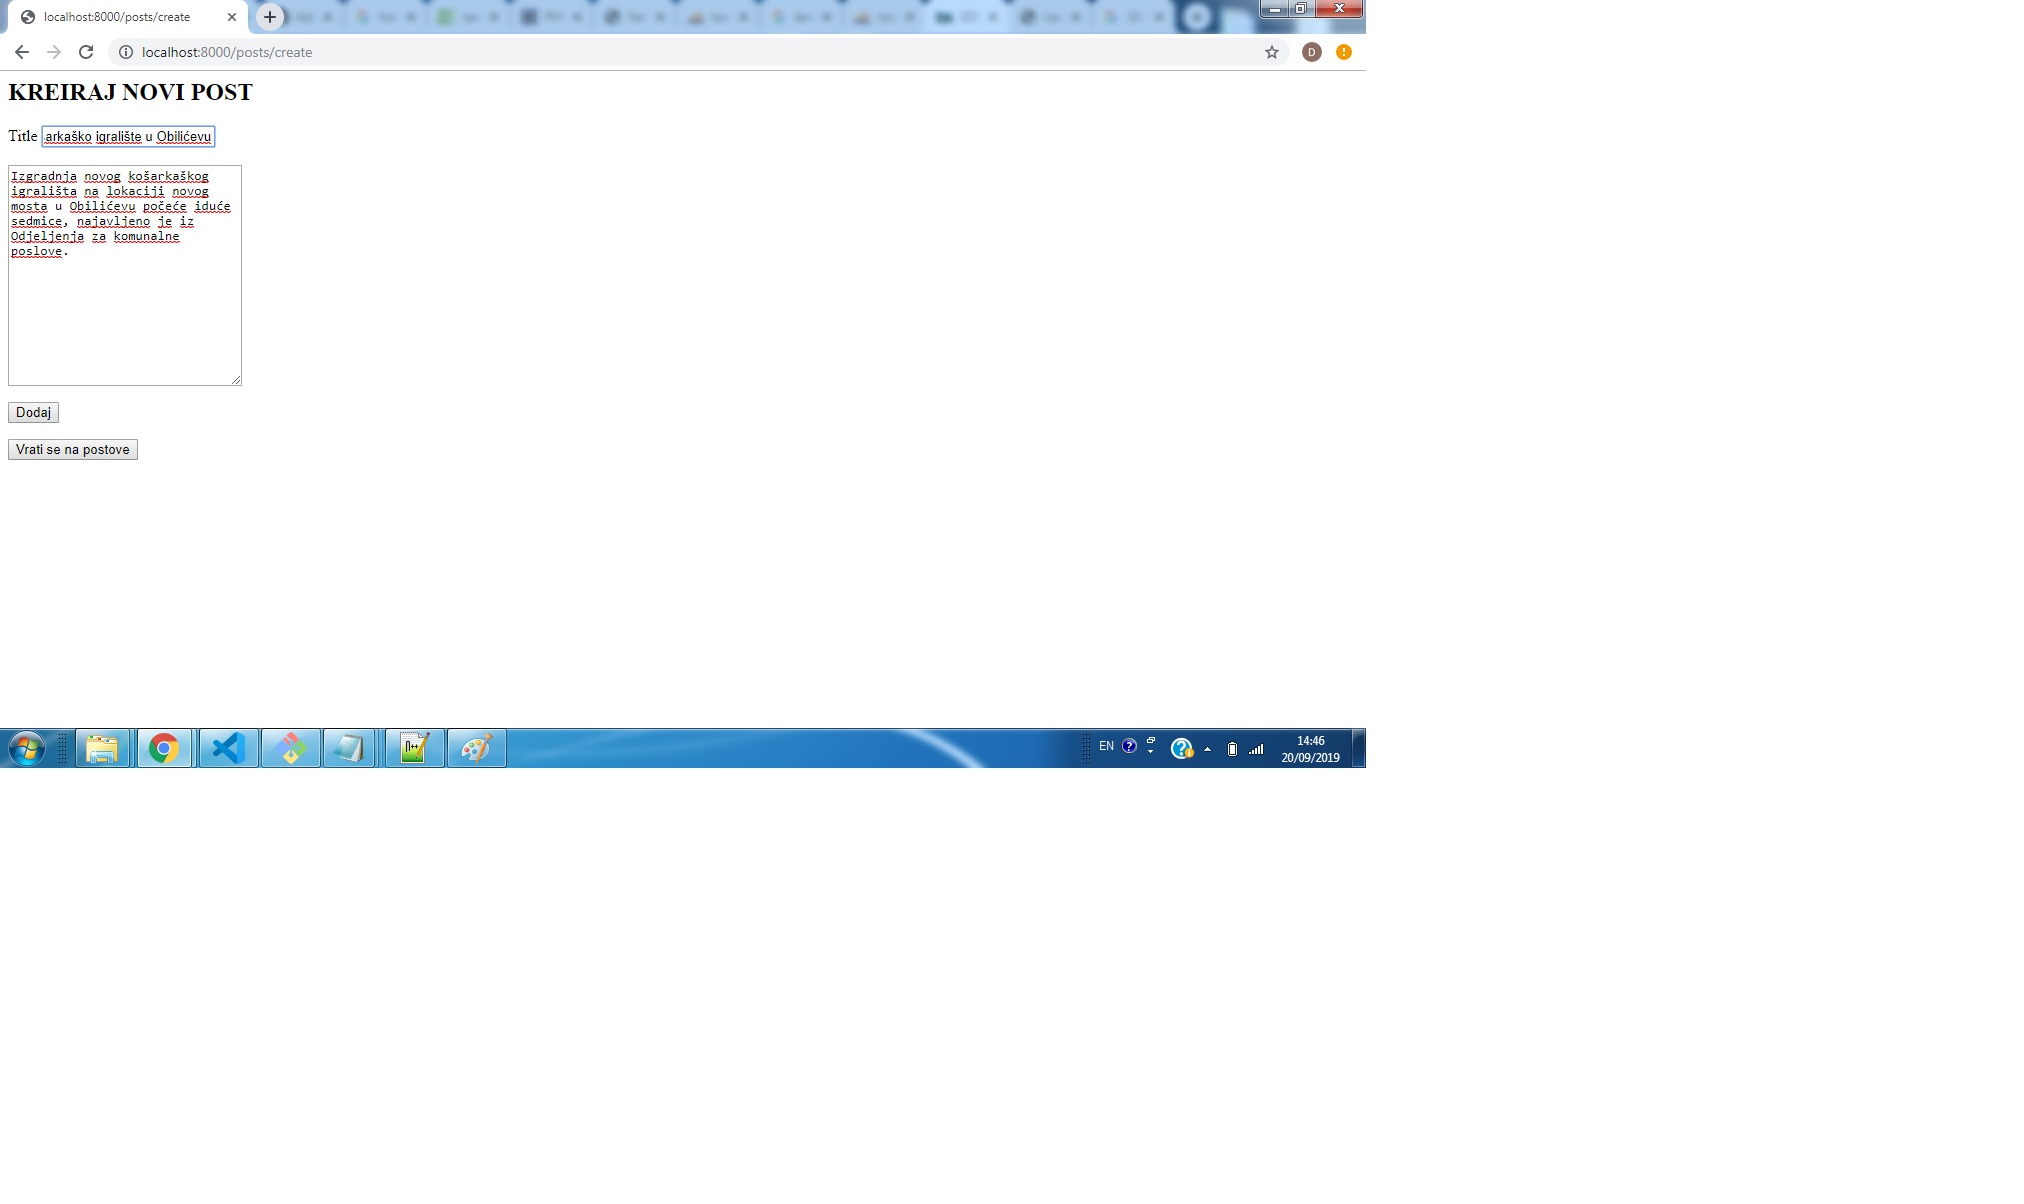 localhost:8000/posts/create
localhost:8000/posts/create
D
KREIRAJ NOVI POST
Title arkaško igralište u Obilićevu
Izgradnja novog košarkaškog
igrališta na lokaciji novog
mosta u Obilićevu počeće iduće
sedmice, najavljeno je iz
Odjeljenja za komunalne
poslove.
Dodaj
Vrati se na postove
EN
14:46
20/09/2019